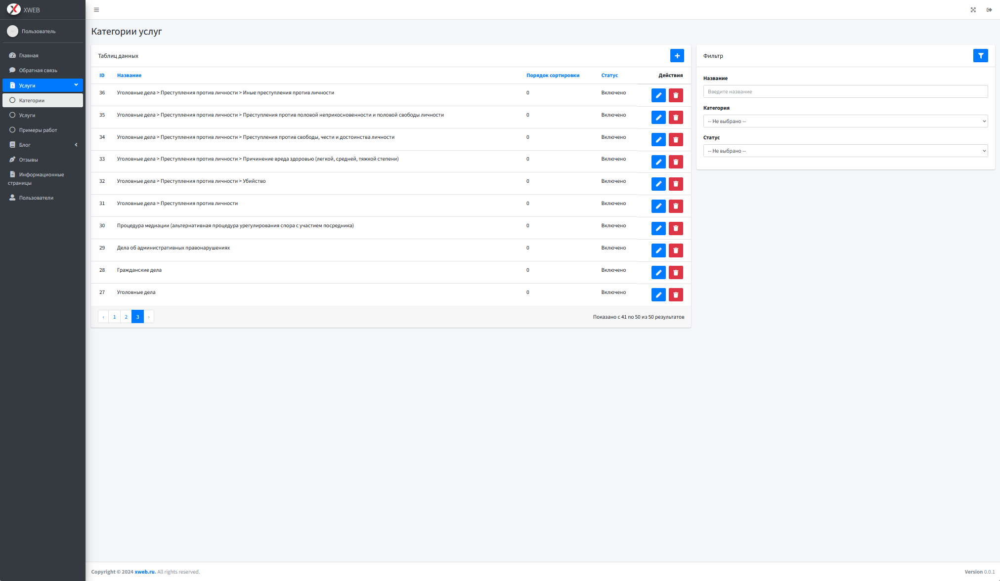 XWEB
Пользователь
Главная
Обратная связь
Услуги
Категории
Услуги
Примеры работ
Блог
Отзывы
Информационные
страницы
Пользователи
Категории услуг
Таблиц данных
ID Название Порядок сортировки Статус Действия
36 Уголовные дела > Преступления против личности > Иные преступления против личности 0 Включено
35 Уголовные дела > Преступления против личности > Преступления против половой неприкосновенности и половой свободы личности 0 Включено
34 Уголовные дела > Преступления против личности > Преступления против свободы, чести и достоинства личности 0 Включено
33 Уголовные дела > Преступления против личности > Причинение вреда здоровью (легкой, средней, тяжкой степени) 0 Включено
32 Уголовные дела > Преступления против личности > Убийство 0 Включено
31 Уголовные дела > Преступления против личности 0 Включено
30 Процедура медиации (альтернативная процедура урегулирования спора с участием посредника) 0 Включено
29 Дела об административных правонарушениях 0 Включено
28 Гражданские дела 0 Включено
27 Уголовные дела 0 Включено
‹ 1 2 3 › Показано с 41 по 50 из 50 результатов
Фильтр
Название
Введите название
Категория
-- Не выбрано --
Статус
-- Не выбрано --
Copyright © 2024 xweb.ru. All rights reserved. Version 0.0.1